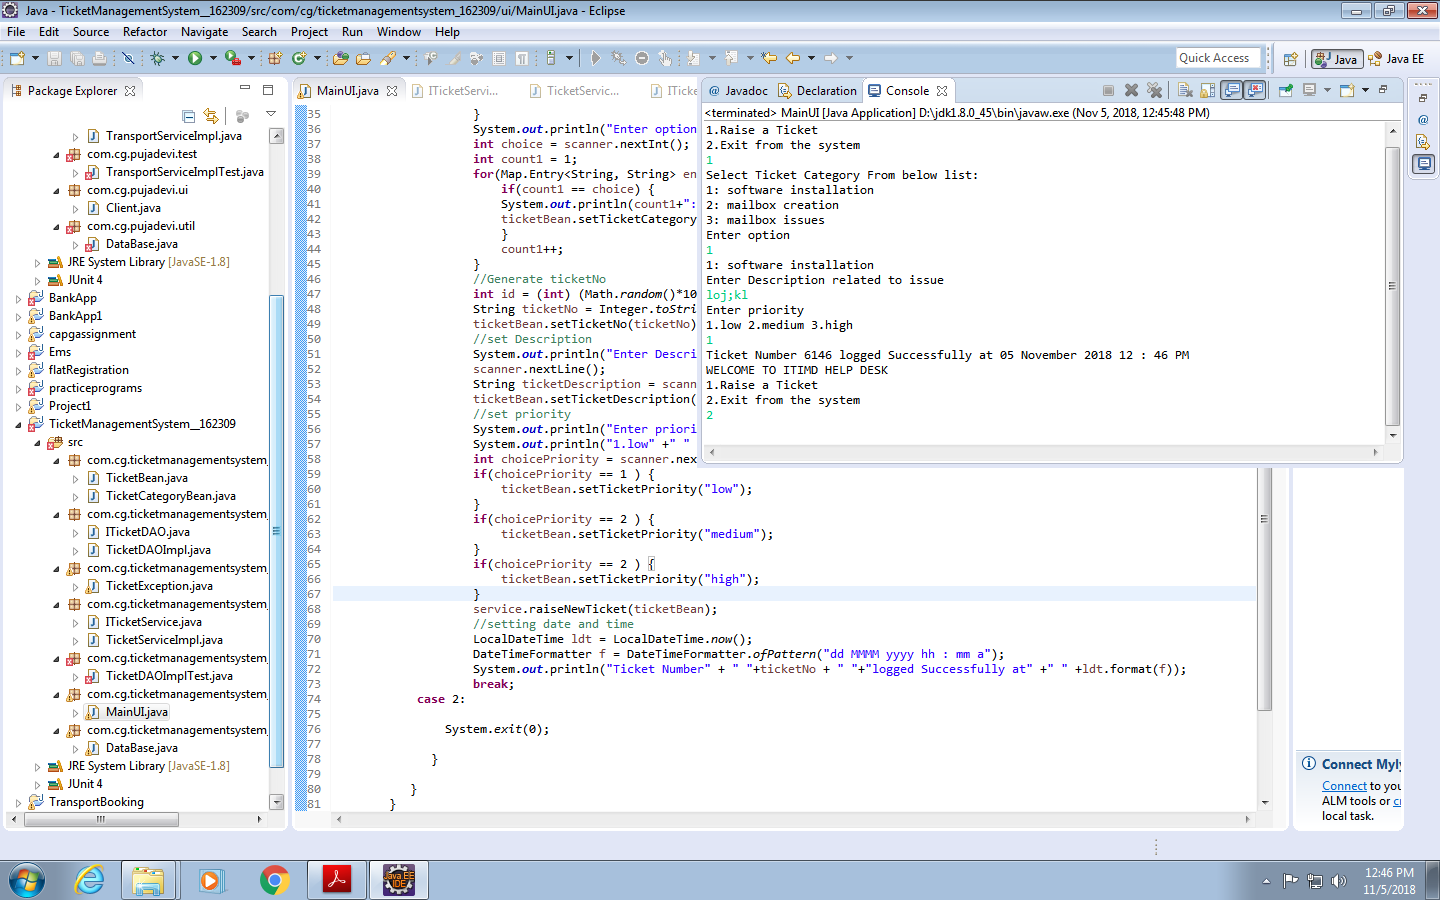 Java - TicketManagementSystem__162309/src/com/cg/ticketmanagementsystem_162309/ui/MainUI.java - Eclipse
File Edit Source Refactor Navigate Search Project Run Window Help
Quick Access
Java
Java EE
Package Explorer
TransportServiceImpl.java
com.cg.pujadevi.test
TransportServiceImplTest.java
com.cg.pujadevi.ui
Client.java
com.cg.pujadevi.util
DataBase.java
JRE System Library [JavaSE-1.8]
JUnit 4
BankApp
BankApp1
capgassignment
Ems
flatRegistration
practiceprograms
Project1
TicketManagementSystem__162309
src
com.cg.ticketmanagementsystem_
TicketBean.java
TicketCategoryBean.java
com.cg.ticketmanagementsystem_
ITicketDAO.java
TicketDAOImpl.java
com.cg.ticketmanagementsystem_
TicketException.java
com.cg.ticketmanagementsystem_
ITicketService.java
TicketServiceImpl.java
com.cg.ticketmanagementsystem_
TicketDAOImplTest.java
com.cg.ticketmanagementsystem_
MainUI.java
com.cg.ticketmanagementsystem_
DataBase.java
JRE System Library [JavaSE-1.8]
JUnit 4
TransportBooking
MainUI.java
ITicketServi...
TicketServic...
ITicke
35 }
36 System.out.println("Enter option
37 int choice = scanner.nextInt();
38 int count1 = 1;
39 for(Map.Entry<String, String> en
40 if(count1 == choice) {
41 System.out.println(count1+":
42 ticketBean.setTicketCategory
43 }
44 count1++;
45 }
46 //Generate ticketNo
47 int id = (int) (Math.random()*10
48 String ticketNo = Integer.toStri
49 ticketBean.setTicketNo(ticketNo)
50 //set Description
51 System.out.println("Enter Descri
52 scanner.nextLine();
53 String ticketDescription = scann
54 ticketBean.setTicketDescription(
55 //set priority
56 System.out.println("Enter priori
57 System.out.println("1.low" +" "
58 int choicePriority = scanner.nex
59 if(choicePriority == 1 ) {
60 ticketBean.setTicketPriority("low");
61 }
62 if(choicePriority == 2 ) {
63 ticketBean.setTicketPriority("medium");
64 }
65 if(choicePriority == 2 ) {
66 ticketBean.setTicketPriority("high");
67 }
68 service.raiseNewTicket(ticketBean);
69 //setting date and time
70 LocalDateTime ldt = LocalDateTime.now();
71 DateTimeFormatter f = DateTimeFormatter.ofPattern("dd MMMM yyyy hh : mm a");
72 System.out.println("Ticket Number" + " "+ticketNo + " "+"logged Successfully at" +" " +ldt.format(f));
73 break;
74 case 2:
75
76 System.exit(0);
77
78 }
79
80 }
81 }
Javadoc
Declaration
Console
<terminated> MainUI [Java Application] D:\jdk1.8.0_45\bin\javaw.exe (Nov 5, 2018, 12:45:48 PM)
1.Raise a Ticket
2.Exit from the system
1
Select Ticket Category From below list:
1: software installation
2: mailbox creation
3: mailbox issues
Enter option
1
1: software installation
Enter Description related to issue
loj;kl
Enter priority
1.low 2.medium 3.high
1
Ticket Number 6146 logged Successfully at 05 November 2018 12 : 46 PM
WELCOME TO ITIMD HELP DESK
1.Raise a Ticket
2.Exit from the system
2
Connect Myly
Connect to you
ALM tools or c
local task.
Java EE
IDE
12:46 PM
11/5/2018